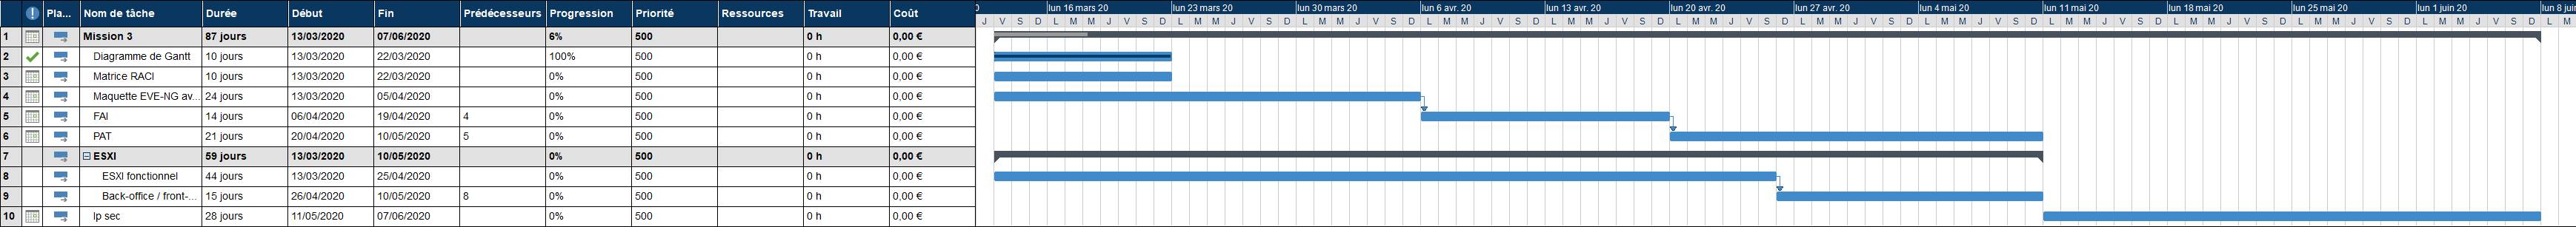 Pla... Nom de tâche Durée Début Fin Prédécesseurs Progression Priorité Ressources Travail Coût
0 lun 16 mars 20 lun 23 mars 20 lun 30 mars 20 lun 6 avr. 20 lun 13 avr. 20 lun 20 avr. 20 lun 27 avr. 20 lun 4 mai 20 lun 11 mai 20 lun 18 mai 20 lun 25 mai 20 lun 1 juin 20 lun 8 juin
J V S D L M M J V S D L M M J V S D L M M J V S D L M M J V S D L M M J V S D L M M J V S D L M M J V S D L M M J V S D L M M J V S D L M M J V S D L M M J V S D L M M J V S D L M
1 Mission 3 87 jours 13/03/2020 07/06/2020 6% 500 0 h 0,00 €
2 Diagramme de Gantt 10 jours 13/03/2020 22/03/2020 100% 500 0 h 0,00 €
3 Matrice RACI 10 jours 13/03/2020 22/03/2020 0% 500 0 h 0,00 €
4 Maquette EVE-NG av... 24 jours 13/03/2020 05/04/2020 0% 500 0 h 0,00 €
5 FAI 14 jours 06/04/2020 19/04/2020 4 0% 500 0 h 0,00 €
6 PAT 21 jours 20/04/2020 10/05/2020 5 0% 500 0 h 0,00 €
7 ESXI 59 jours 13/03/2020 10/05/2020 0% 500 0 h 0,00 €
8 ESXI fonctionnel 44 jours 13/03/2020 25/04/2020 0% 500 0 h 0,00 €
9 Back-office / front-... 15 jours 26/04/2020 10/05/2020 8 0% 500 0 h 0,00 €
10 Ip sec 28 jours 11/05/2020 07/06/2020 0% 500 0 h 0,00 €